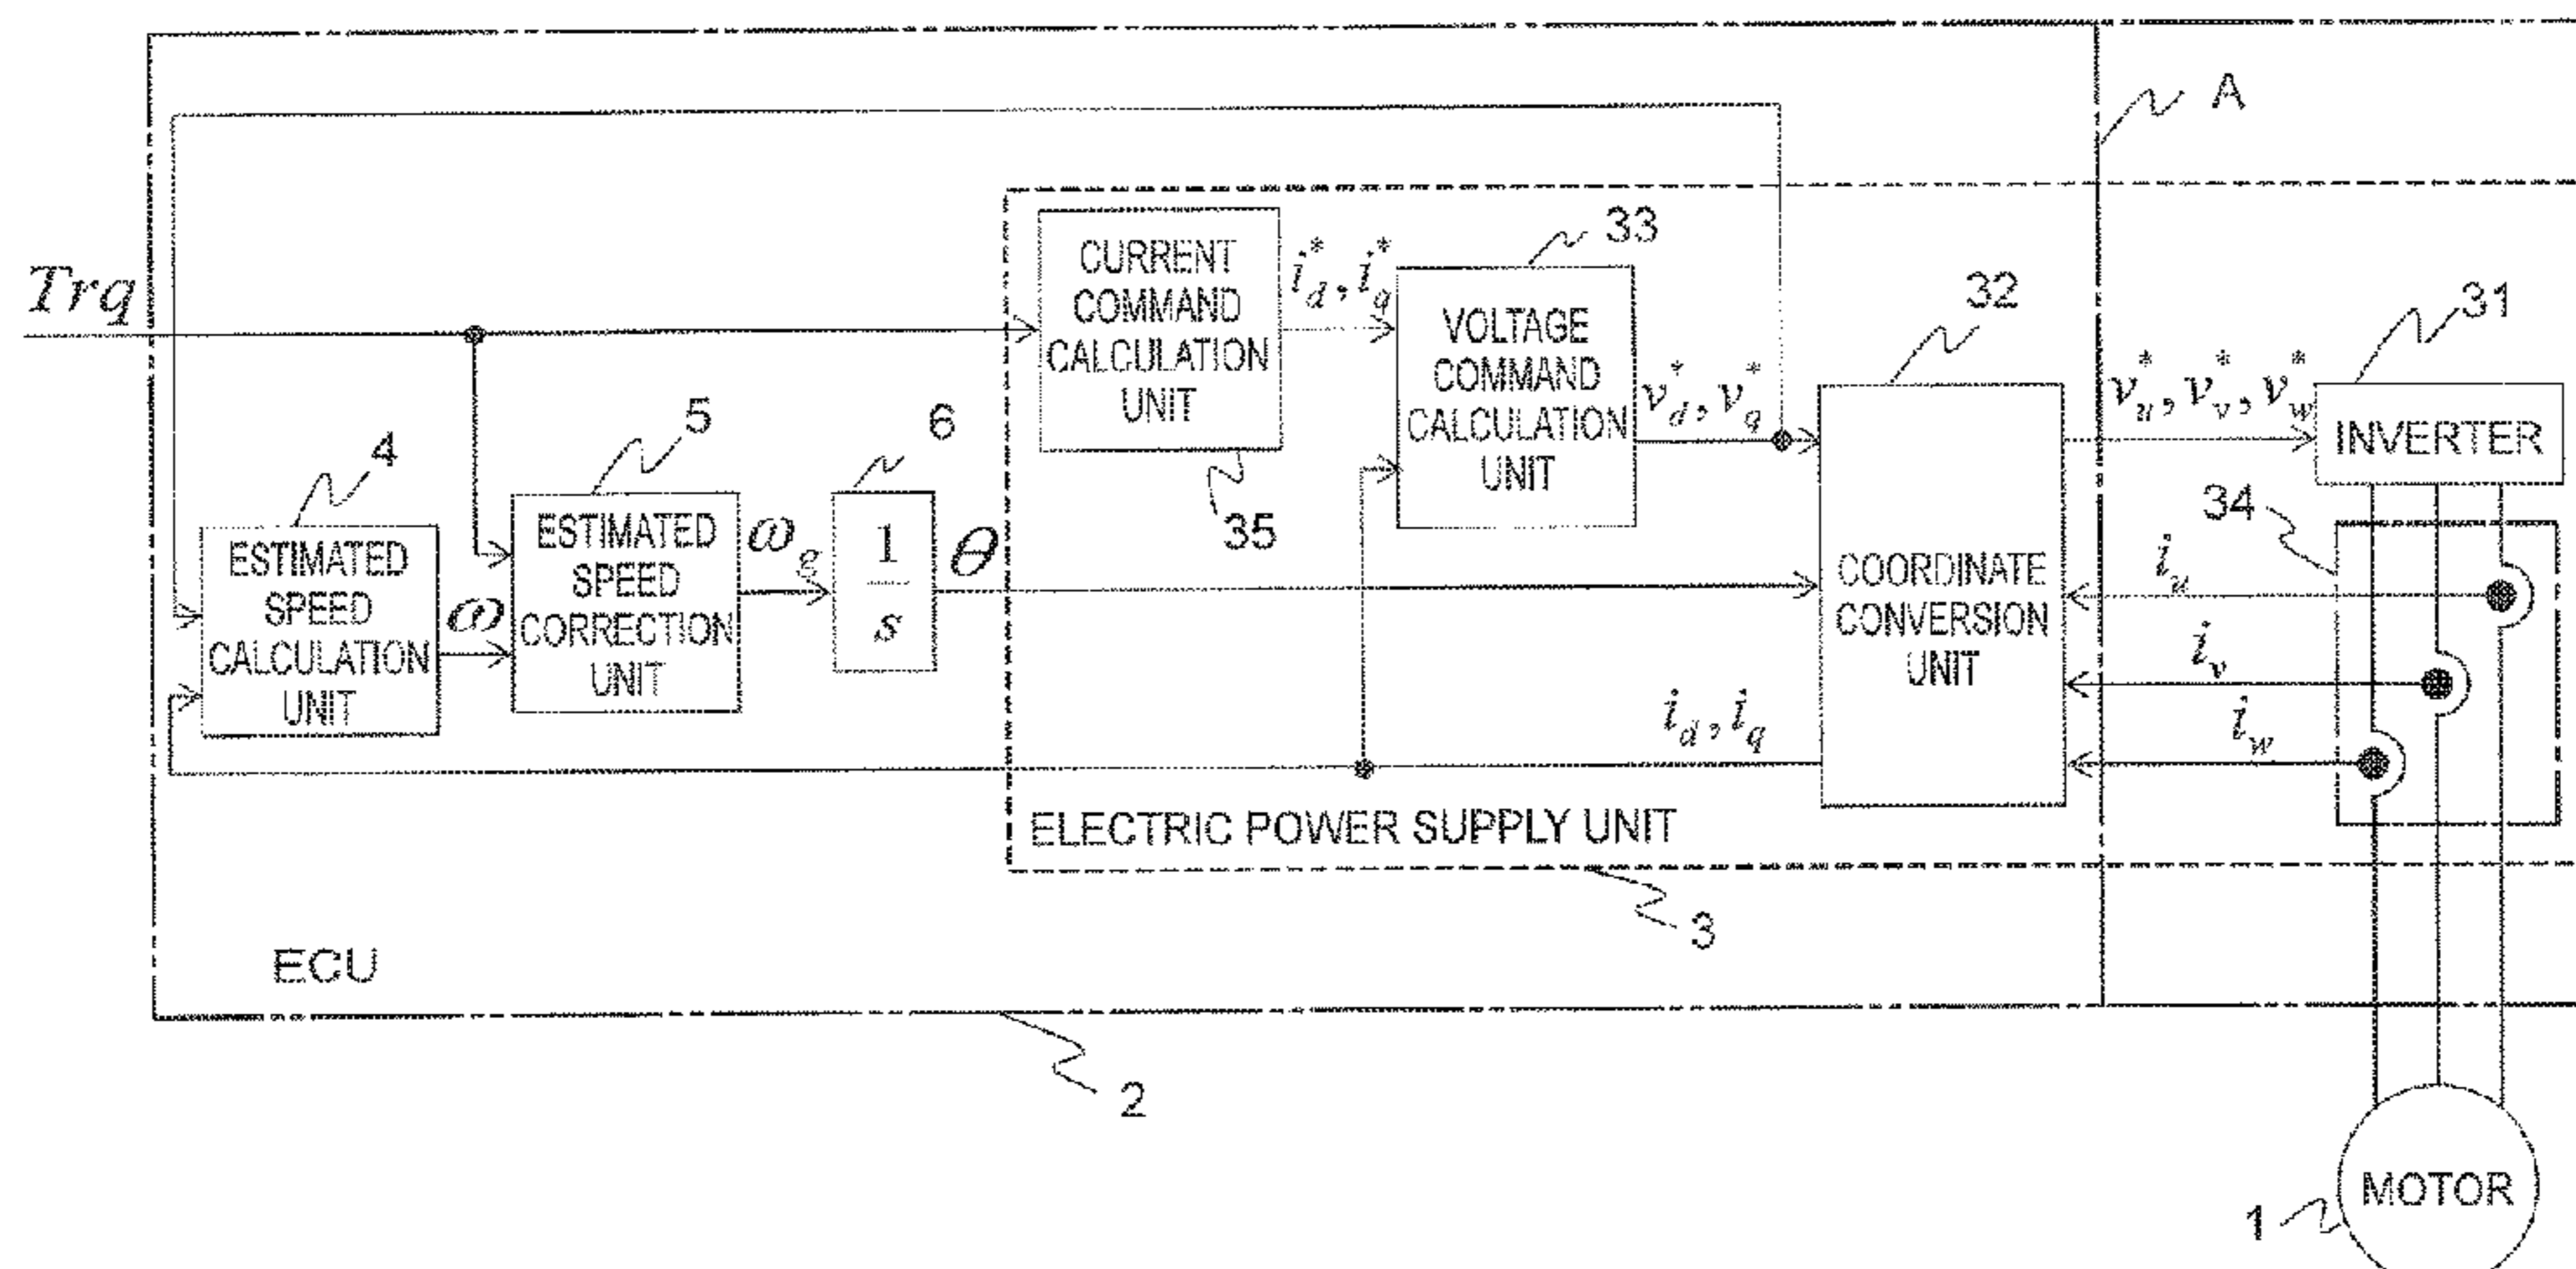 A
Trq
CURRENT
COMMAND
CALCULATION
UNIT
35
i*d, i*q
33
VOLTAGE
COMMAND
CALCULATION
UNIT
v*d, v*q
32
COORDINATE
CONVERSION
UNIT
v*u, v*v, v*w
31
INVERTER
34
iu
iv
iw
4
ESTIMATED
SPEED
CALCULATION
UNIT
ω
5
ESTIMATED
SPEED
CORRECTION
UNIT
6
1
s
θ
id, iq
ELECTRIC POWER SUPPLY UNIT
3
ECU
2
MOTOR
1